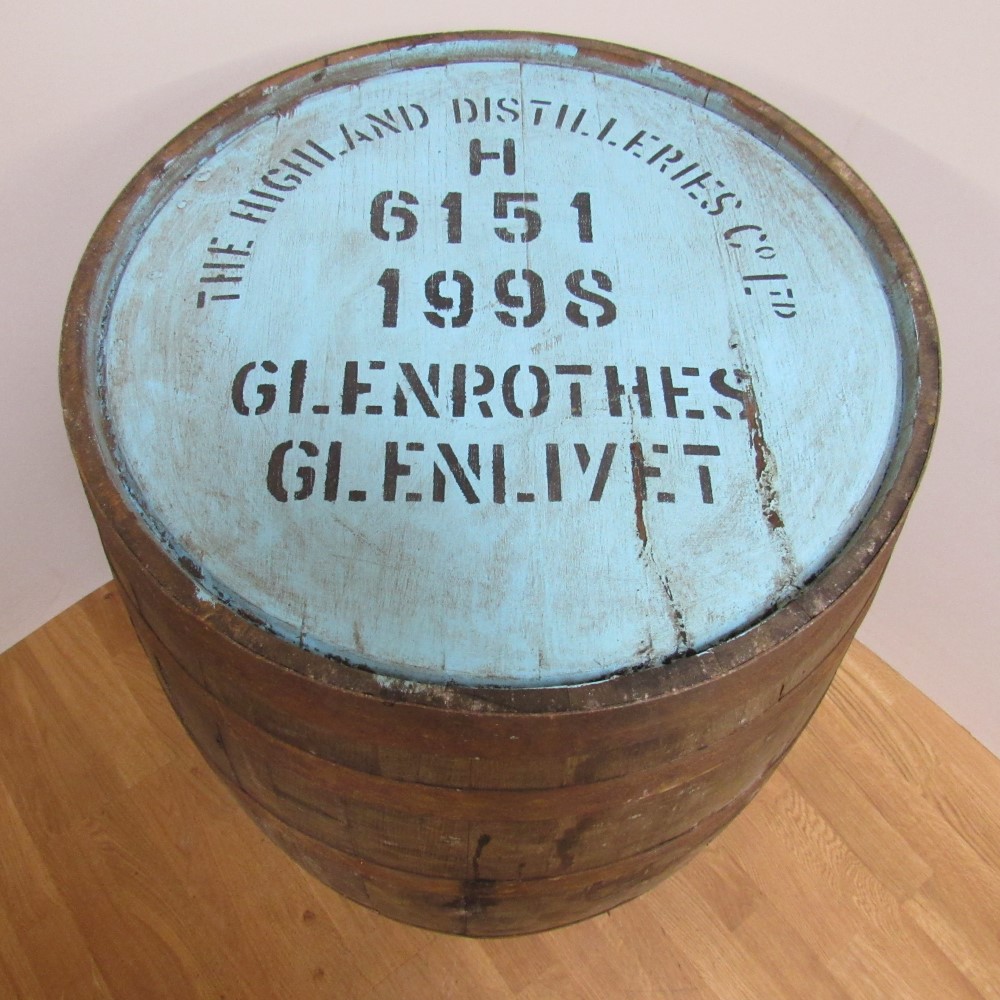 THE HIGHLAND DISTILLERIES Co LTD
H
6151
1998
GLENROTHES
GLENLIVET